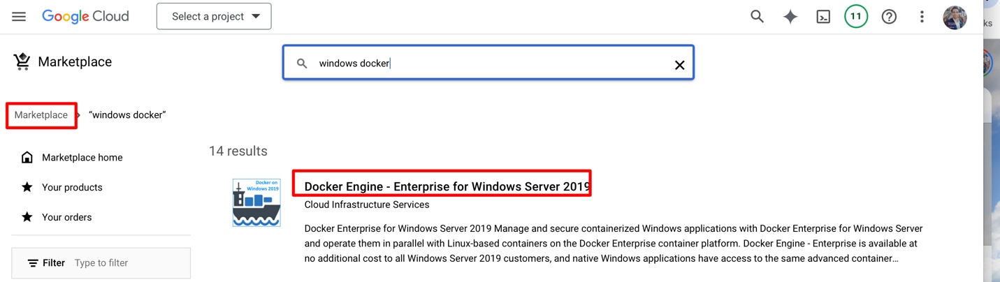 Google Cloud
Select a project
11
ks
Marketplace
windows docker
Marketplace
“windows docker”
14 results
Marketplace home
Your products
Your orders
Filter Type to filter
Docker on
Windows 2019
Docker Engine - Enterprise for Windows Server 2019
Cloud Infrastructure Services
Docker Enterprise for Windows Server 2019 Manage and secure containerized Windows applications with Docker Enterprise for Windows Server
and operate them in parallel with Linux-based containers on the Docker Enterprise container platform. Docker Engine - Enterprise is available at
no additional cost to all Windows Server 2019 customers, and native Windows applications have access to the same advanced container…